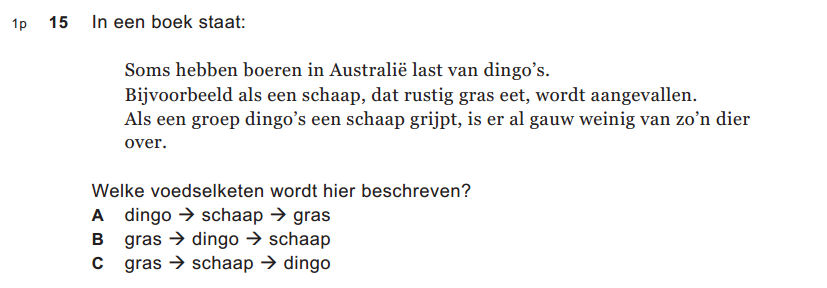 1p 15 In een boek staat:
Soms hebben boeren in Australië last van dingo’s.
Bijvoorbeeld als een schaap, dat rustig gras eet, wordt aangevallen.
Als een groep dingo’s een schaap grijpt, is er al gauw weinig van zo’n dier
over.
Welke voedselketen wordt hier beschreven?
A dingo → schaap → gras
B gras → dingo → schaap
C gras → schaap → dingo